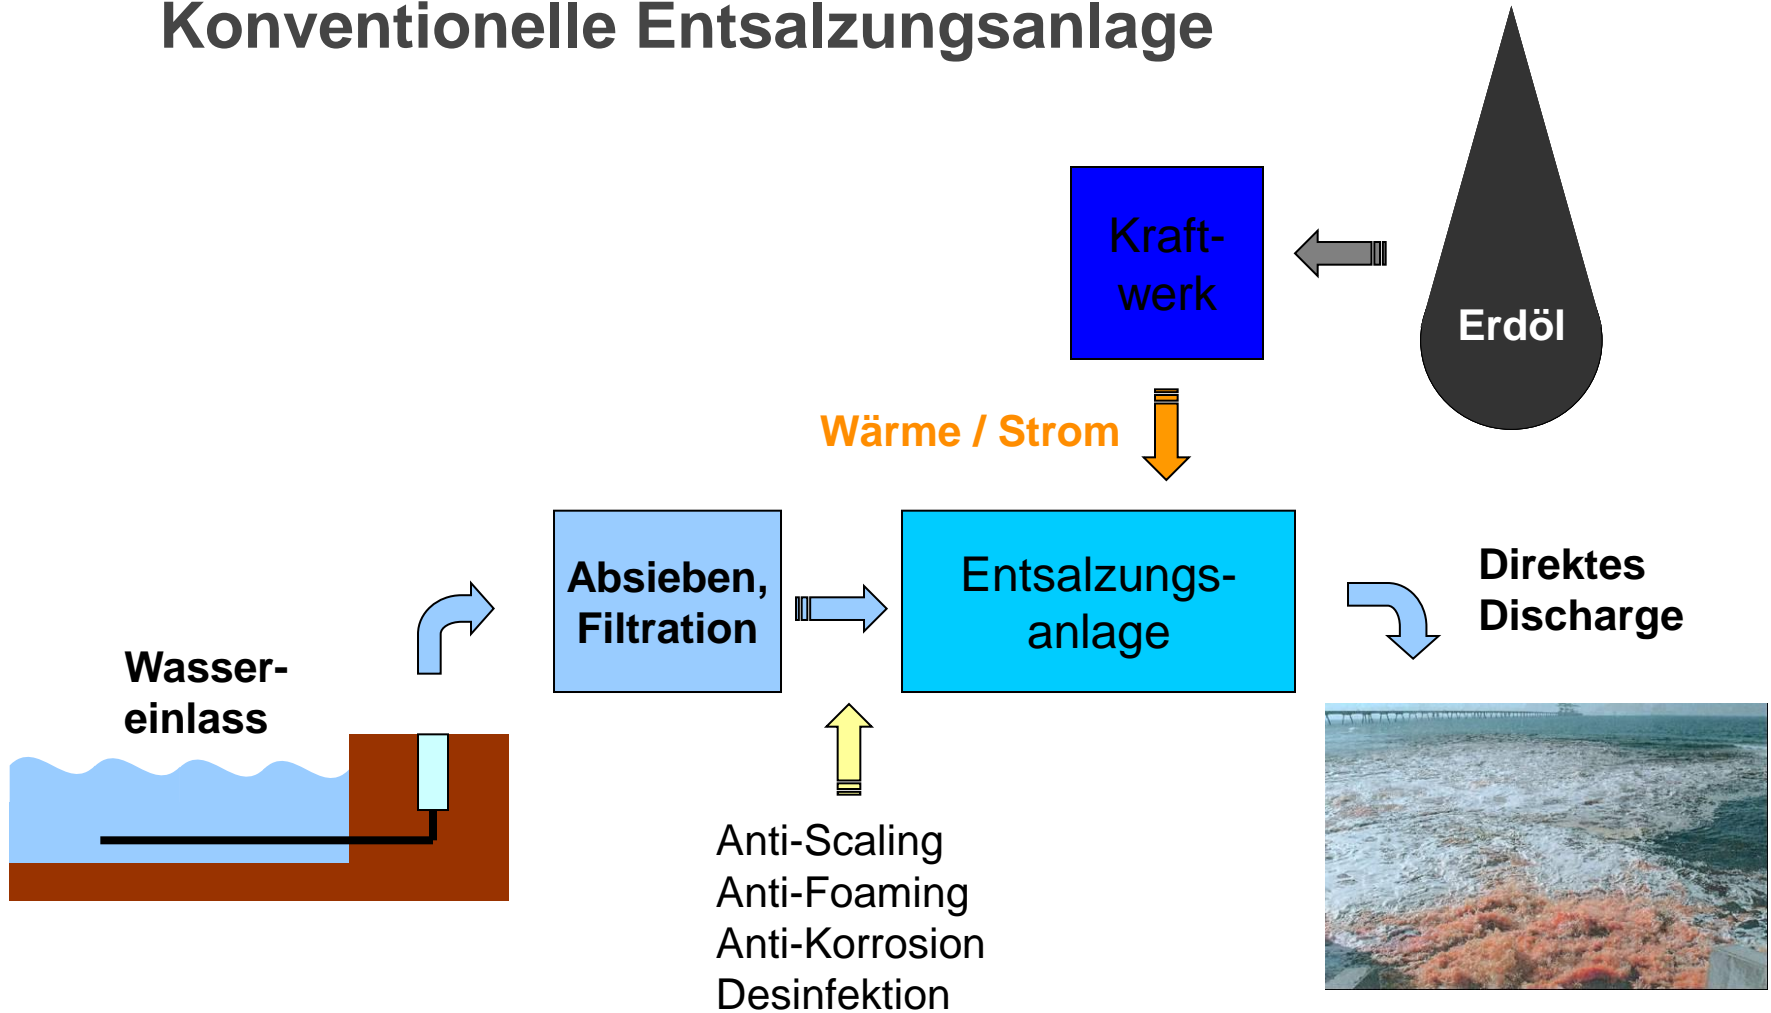 Konventionelle Entsalzungsanlage
Kraft-
werk
Erdöl
Wärme / Strom
Absieben,
Filtration
Entsalzungs-
anlage
Direktes
Discharge
Wasser-
einlass
Anti-Scaling
Anti-Foaming
Anti-Korrosion
Desinfektion